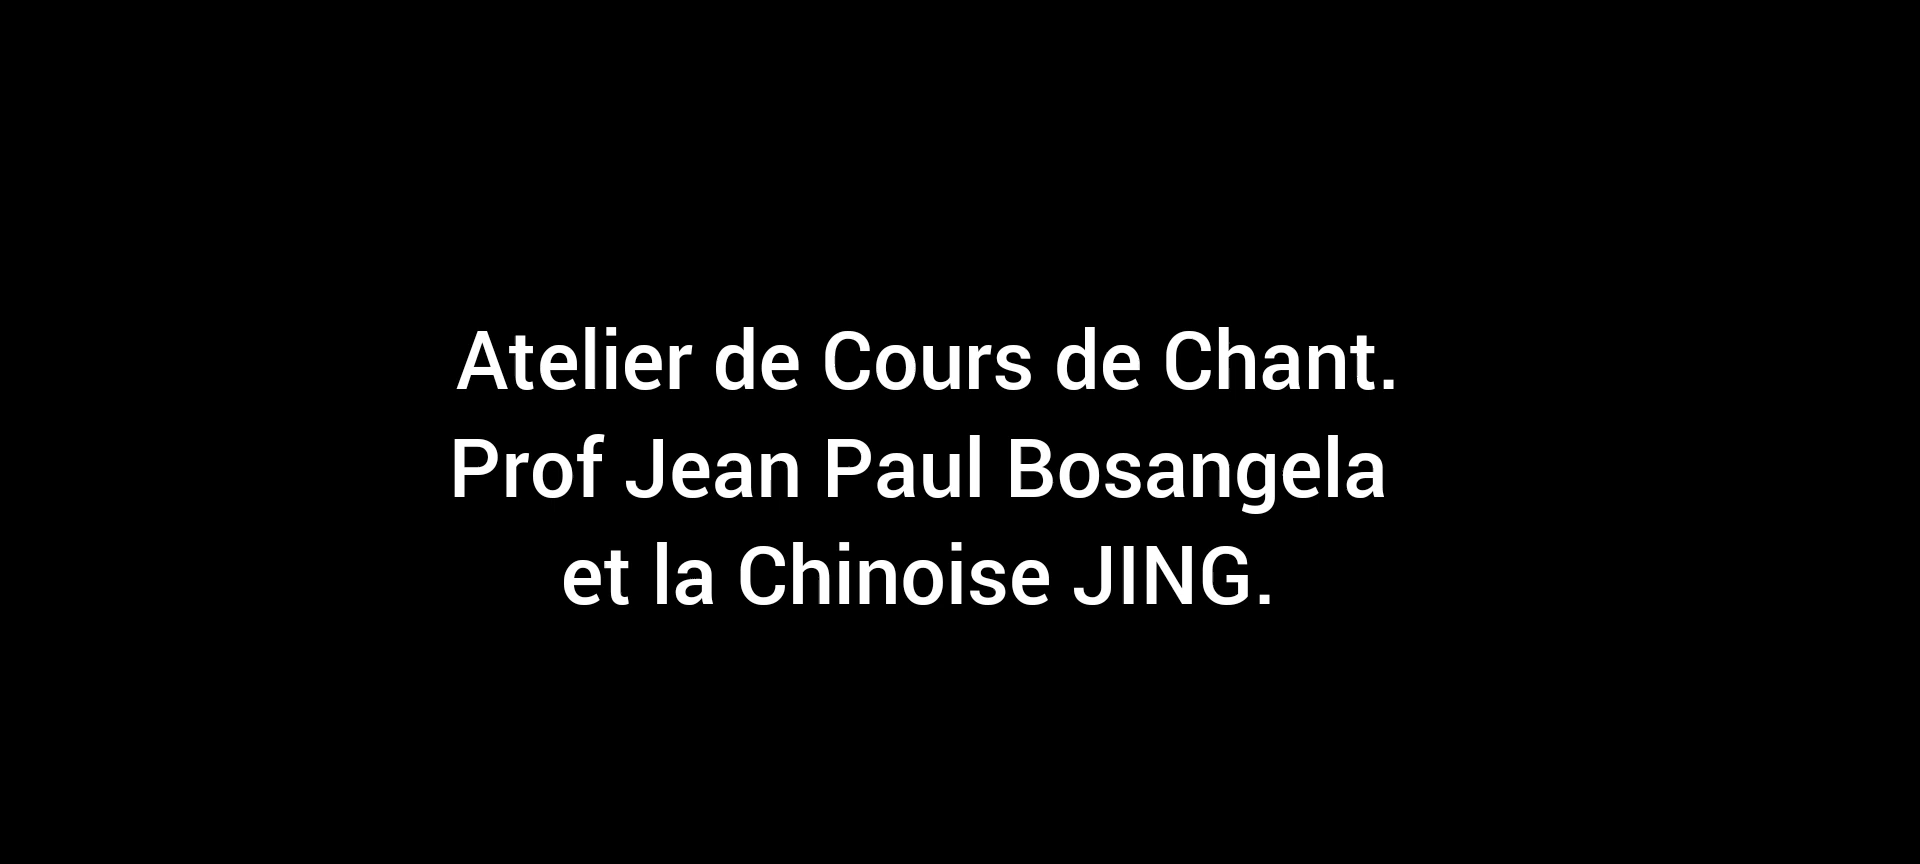 Atelier de Cours de Chant.
Prof Jean Paul Bosangela
et la Chinoise JING.